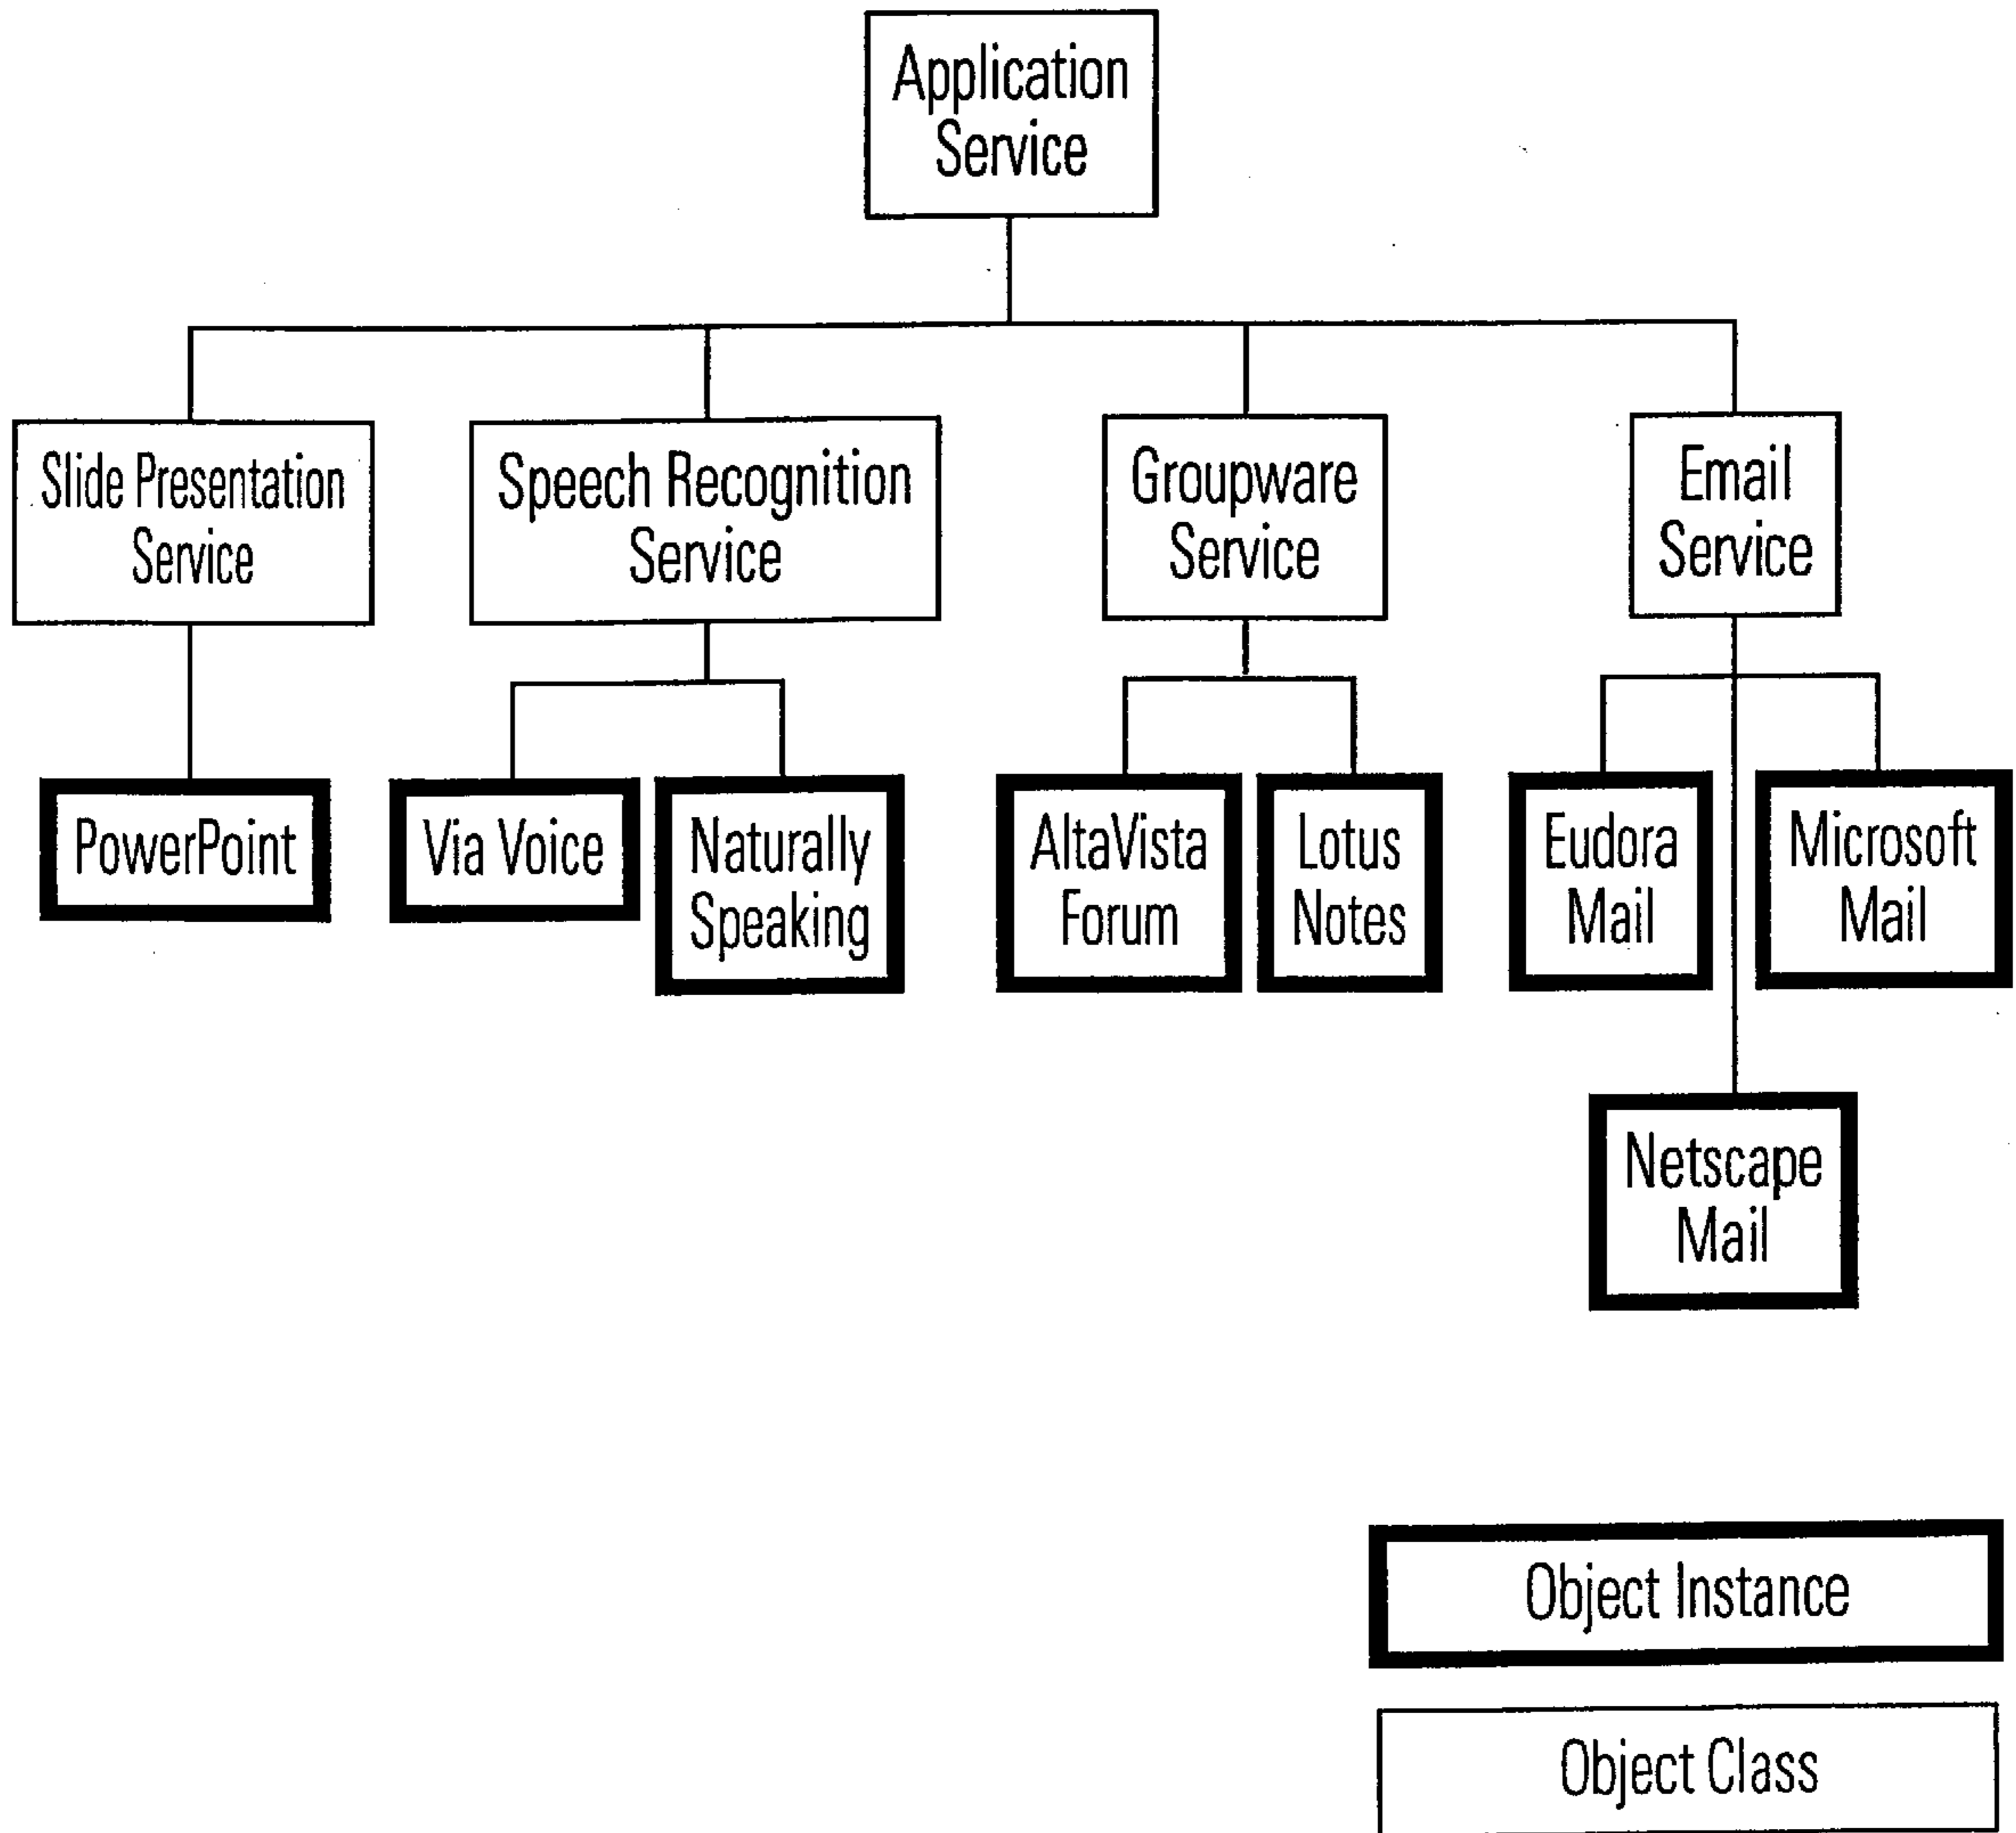 Application
Service
Slide Presentation
Service
Speech Recognition
Service
Groupware
Service
Email
Service
PowerPoint
Via Voice
Naturally
Speaking
AltaVista
Forum
Lotus
Notes
Eudora
Mail
Microsoft
Mail
Netscape
Mail
Object Instance
Object Class